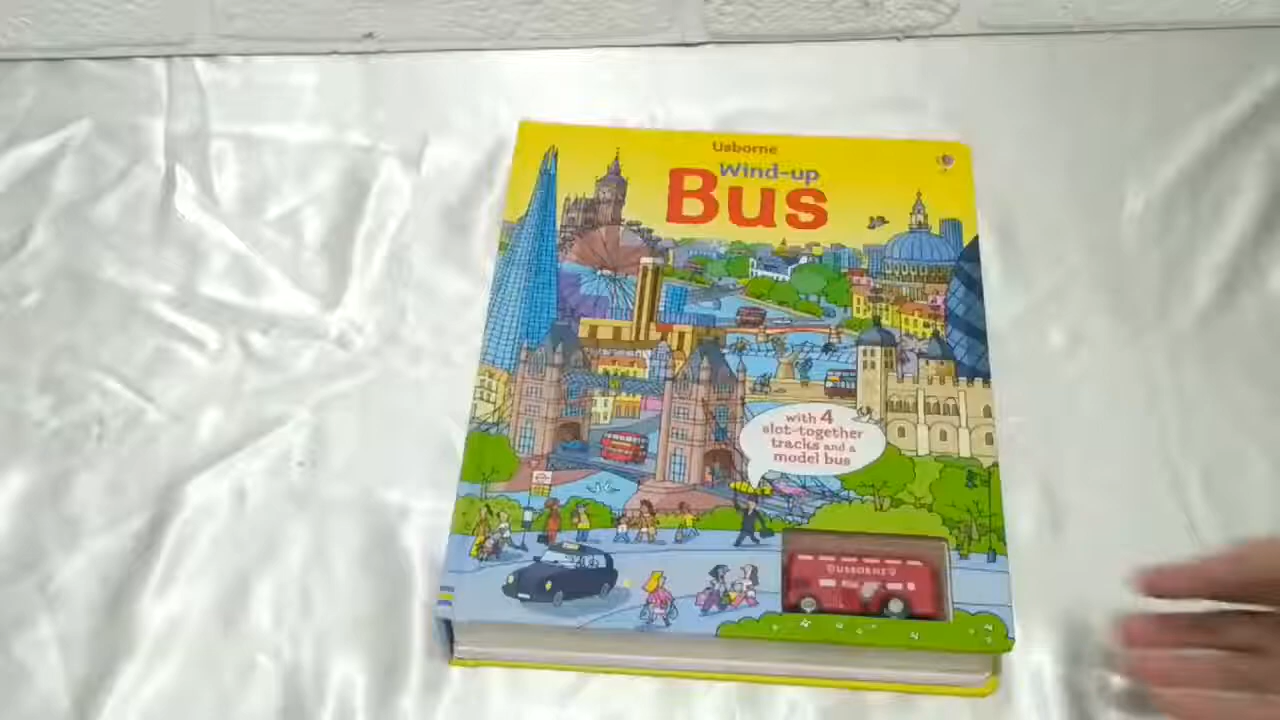 Usborne
Wind-up
Bus
with 4
slot-together
tracks and a
model bus
USBORNE